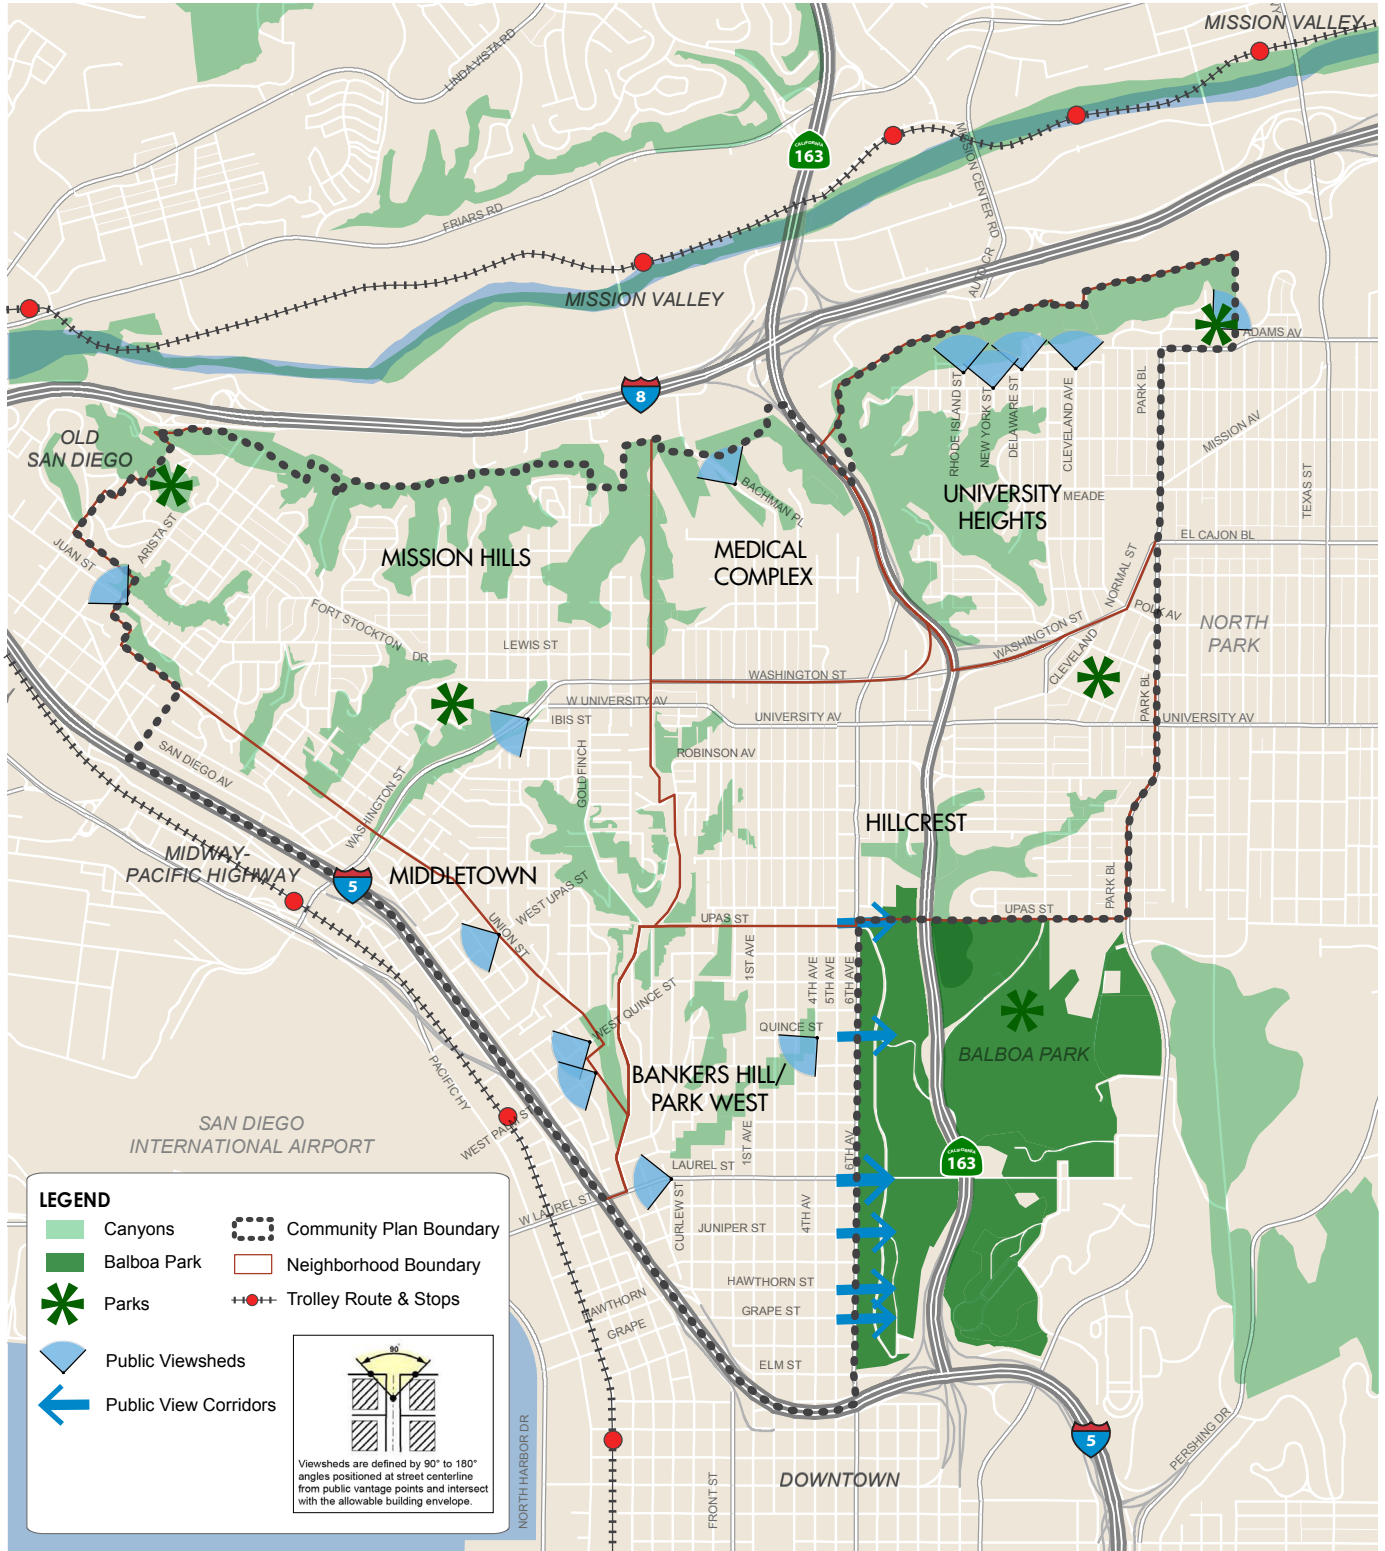 MISSION VALLEY
LINDA VISTA RD
CALIFORNIA
163
MISSION CENTER RD
FRIARS RD
AUTO CR
MISSION VALLEY
ADAMS AV
8
PARK BL
RHODE ISLAND ST
NEW YORK ST
DELAWARE ST
CLEVELAND AVE
MISSION AV
OLD
SAN DIEGO
TEXAS ST
BACHMAN PL
UNIVERSITY
HEIGHTS
MEADE
ARISTA ST
JUAN ST
EL CAJON BL
MISSION HILLS
MEDICAL
COMPLEX
NORMAL ST
POLK AV
FORT STOCKTON DR
LEWIS ST
WASHINGTON ST
NORTH
PARK
CLEVELAND
WASHINGTON ST
W UNIVERSITY AV
IBIS ST
UNIVERSITY AV
PARK BL
UNIVERSITY AV
SAN DIEGO AV
ROBINSON AV
GOLDFINCH
WASHINGTON ST
HILLCREST
MIDWAY-
PACIFIC HIGHWAY
5
MIDDLETOWN
WEST UPAS ST
UNION ST
UPAS ST
UPAS ST
PARK BL
1ST AVE
4TH AVE
5TH AVE
6TH AVE
WEST QUINCE ST
QUINCE ST
BALBOA PARK
PACIFIC HY
BANKERS HILL/
PARK WEST
SAN DIEGO
INTERNATIONAL AIRPORT
WEST PALM S
1ST AVE
6TH AV
CALIFORNIA
163
LAUREL ST
W LAUREL ST
CURLEW ST
4TH AV
JUNIPER ST
HAWTHORN ST
HAWTHORN
GRAPE ST
GRAPE
ELM ST
LEGEND
Canyons
Community Plan Boundary
Balboa Park
Neighborhood Boundary
Parks
Trolley Route & Stops
Public Viewsheds
Public View Corridors
90°
Viewsheds are defined by 90° to 180°
angles positioned at street centerline
from public vantage points and intersect
with the allowable building envelope.
NORTH HARBOR DR
FRONT ST
DOWNTOWN
5
PERSHING DR